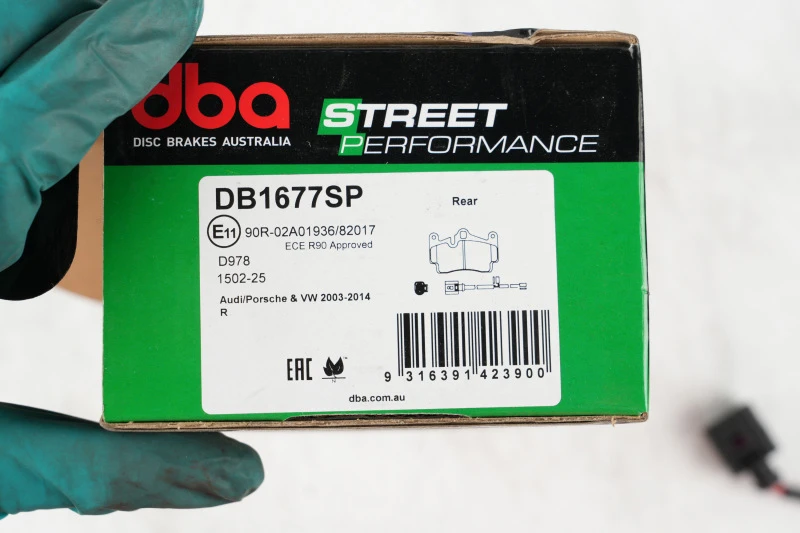 dba
DISC BRAKES AUSTRALIA
STREET
PERFORMANCE
DB1677SP
Rear
E11 90R-02A01936/82017
ECE R90 Approved
D978
1502-25
Audi/Porsche & VW 2003-2014
R
EAC
TM
9 316391 423900
dba.com.au